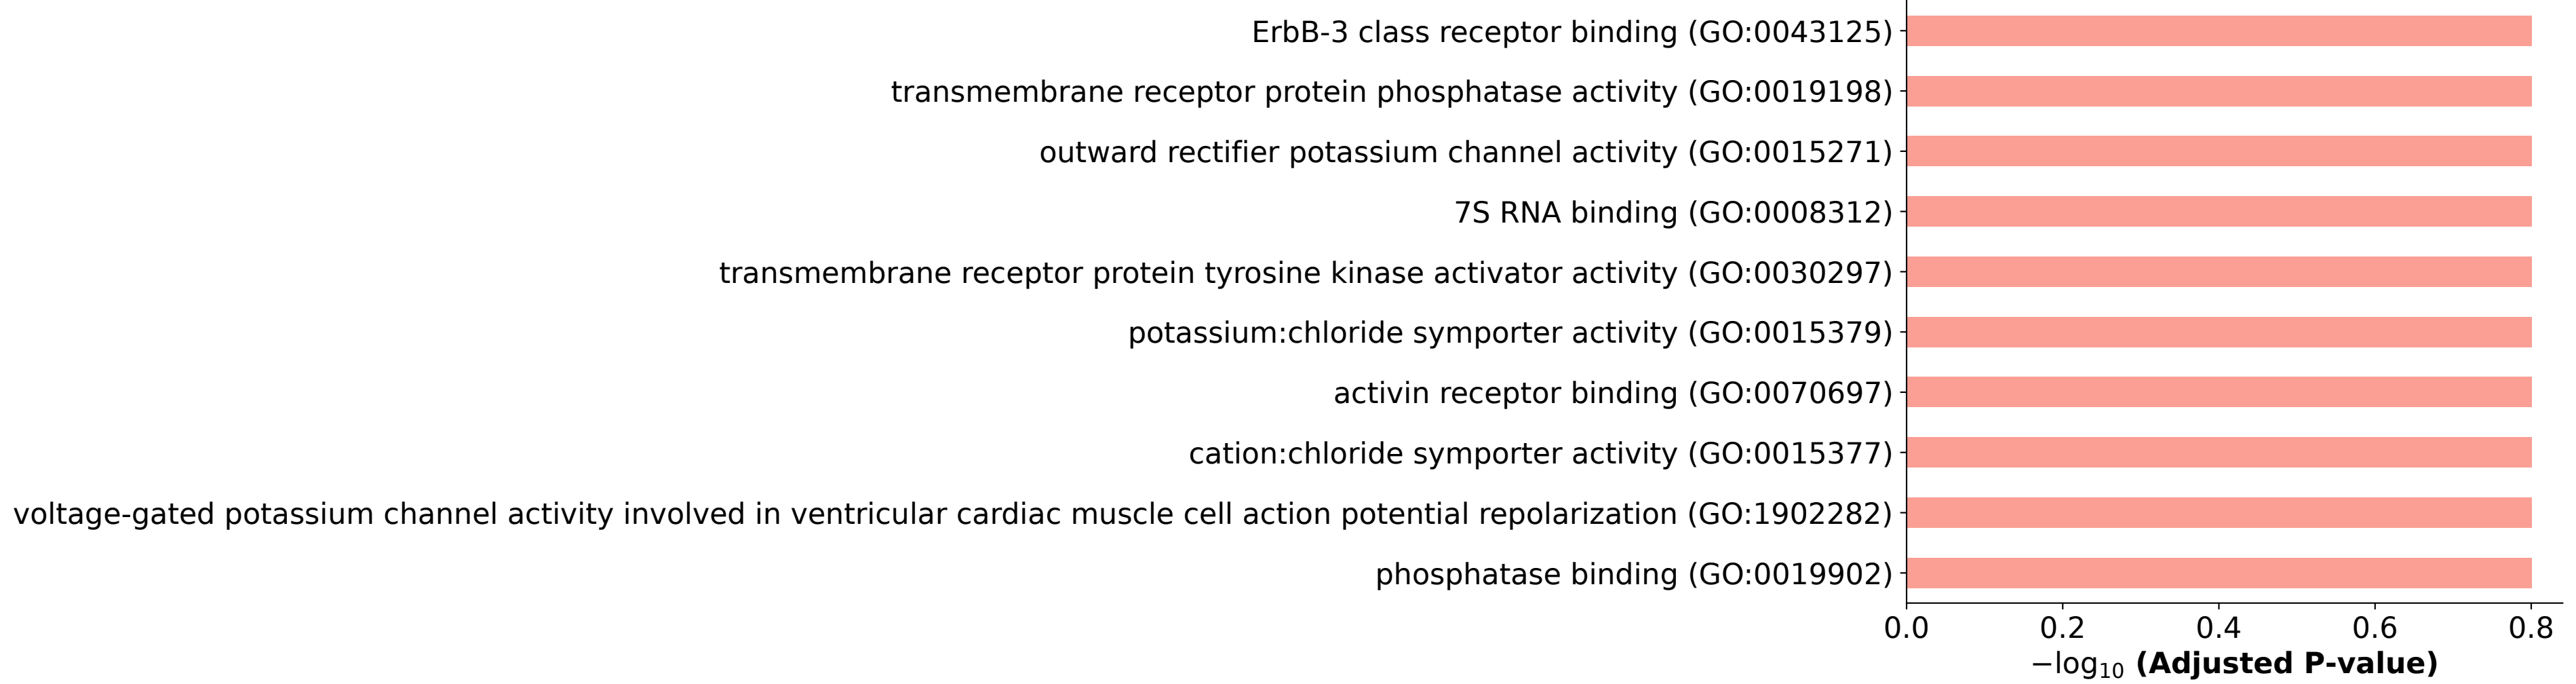 ErbB-3 class receptor binding (GO:0043125)
transmembrane receptor protein phosphatase activity (GO:0019198)
outward rectifier potassium channel activity (GO:0015271)
7S RNA binding (GO:0008312)
transmembrane receptor protein tyrosine kinase activator activity (GO:0030297)
potassium:chloride symporter activity (GO:0015379)
activin receptor binding (GO:0070697)
cation:chloride symporter activity (GO:0015377)
voltage-gated potassium channel activity involved in ventricular cardiac muscle cell action potential repolarization (GO:1902282)
phosphatase binding (GO:0019902)
0.0 0.2 0.4 0.6 0.8
−log₁₀ (Adjusted P-value)